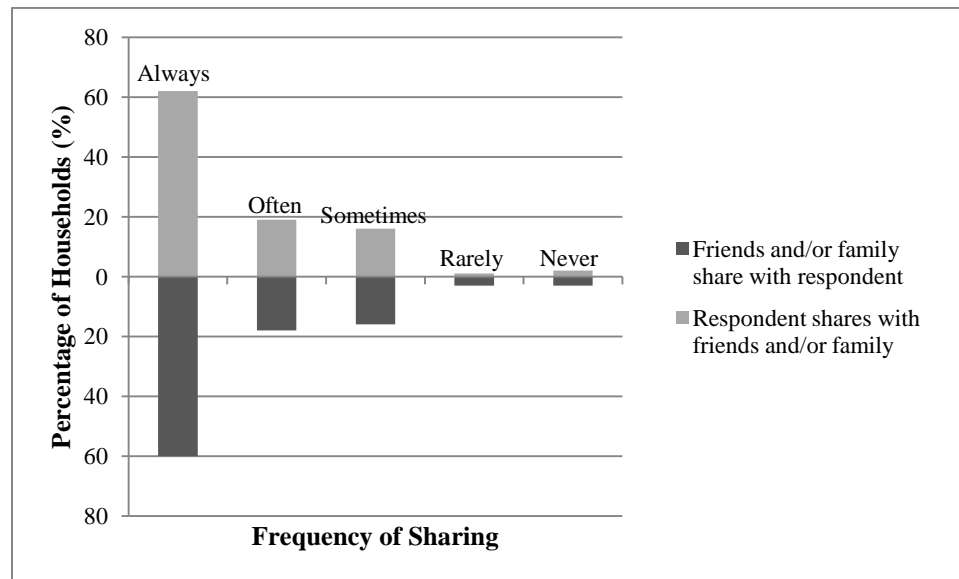 Percentage of Households (%)
80
60
40
20
0
20
40
60
80
Always
Often
Sometimes
Rarely
Never
Frequency of Sharing
Friends and/or family
share with respondent
Respondent shares with
friends and/or family